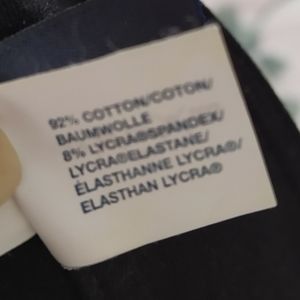 92% COTTON/COTON/
BAUMWOLLE
8% LYCRA®SPANDEX/
LYCRA®ELASTANE/
ÉLASTHANNE LYCRA®/
ELASTHAN LYCRA®